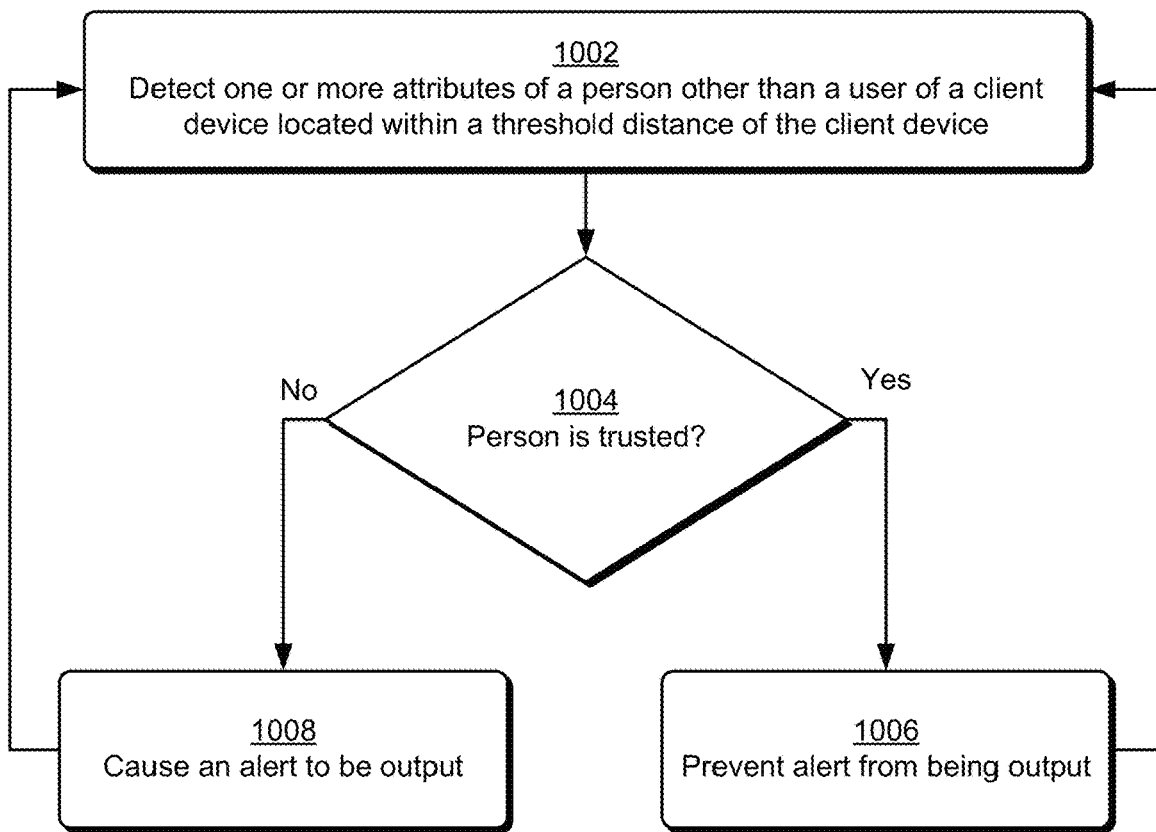 1002
Detect one or more attributes of a person other than a user of a client
device located within a threshold distance of the client device
No
Yes
1004
Person is trusted?
1008
Cause an alert to be output
1006
Prevent alert from being output